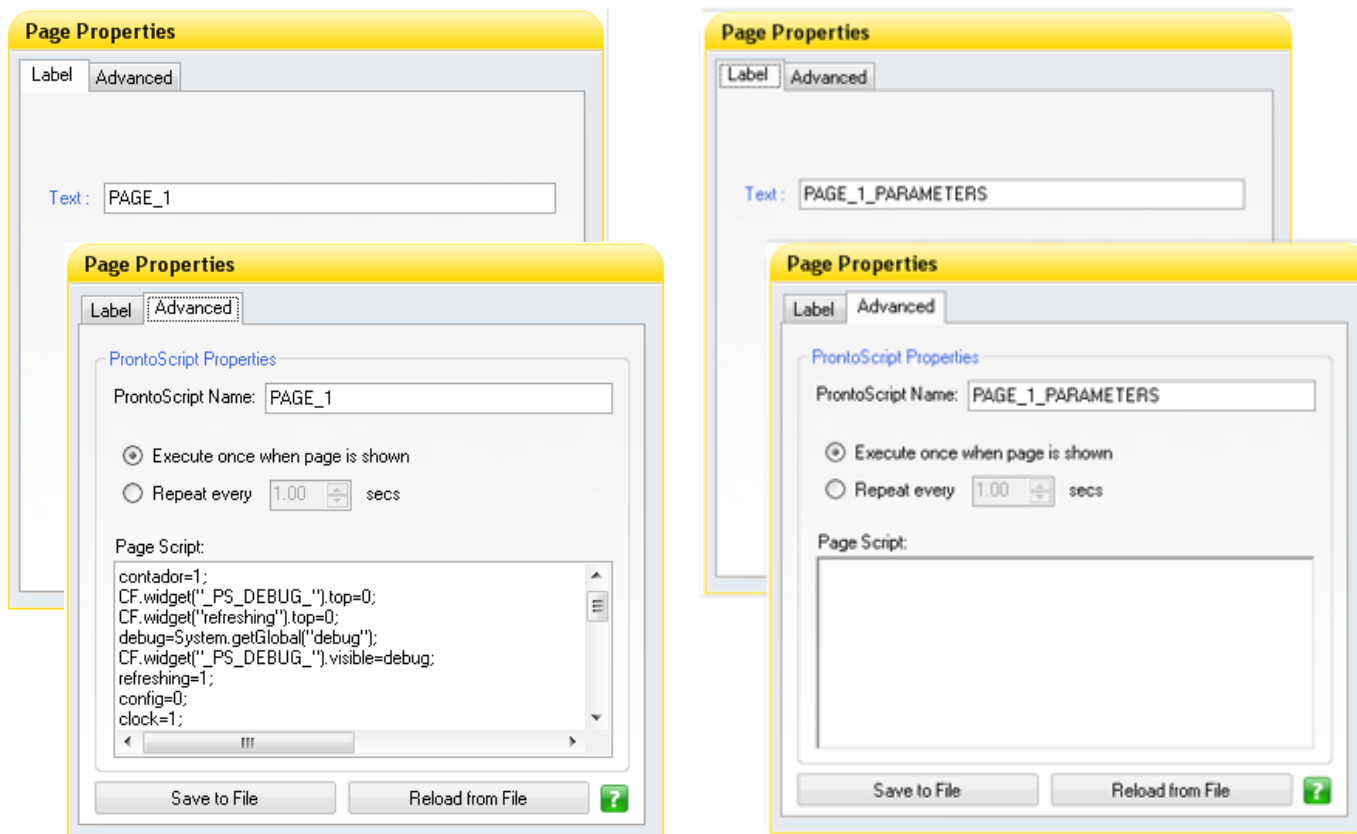 Page Properties
Label Advanced
Text : PAGE_1
Page Properties
Label Advanced
ProntoScript Properties
ProntoScript Name: PAGE_1
Execute once when page is shown
Repeat every 1.00 secs
Page Script:
contador=1;
CF.widget("_PS_DEBUG_").top=0;
CF.widget("refreshing").top=0;
debug=System.getGlobal("debug");
CF.widget("_PS_DEBUG_").visible=debug;
refreshing=1;
config=0;
clock=1;
Save to File Reload from File ?
Page Properties
Label Advanced
Text : PAGE_1_PARAMETERS
Page Properties
Label Advanced
ProntoScript Properties
ProntoScript Name: PAGE_1_PARAMETERS
Execute once when page is shown
Repeat every 1.00 secs
Page Script:
Save to File Reload from File ?